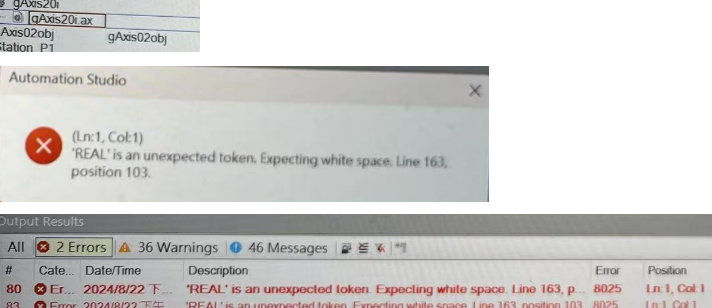 gAxis20i
gAxis20i.ax
Axis02obj gAxis02obj
Station P1
Automation Studio
(Ln:1, Col:1)
'REAL' is an unexpected token. Expecting white space. Line 163,
position 103.
Output Results
All 2 Errors 36 Warnings 46 Messages
# Cate... Date/Time Description Error Position
80 Er... 2024/8/22 下... 'REAL' is an unexpected token. Expecting white space. Line 163, p... 8025 Ln:1, Col:1
83 Error 2024/8/22 下午 'REAL' is an unexpected token. Expecting white space. Line 163, position 103. 8025 Ln:1, Col:1